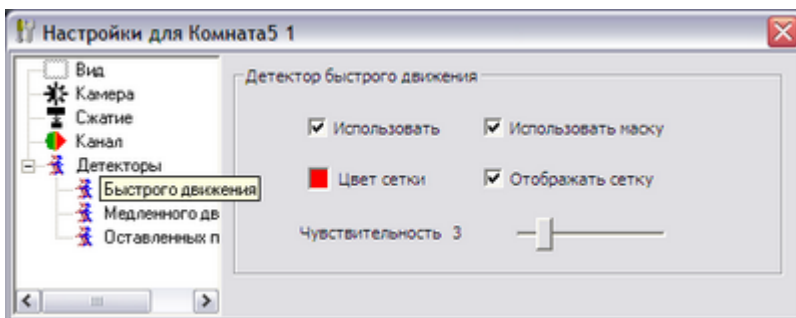 Настройки для Комната5 1
Вид
Камера
Сжатие
Канал
Детекторы
Быстрого движения
Медленного дв
Оставленных п
Детектор быстрого движения
Использовать Использовать маску
Цвет сетки Отображать сетку
Чувствительность 3